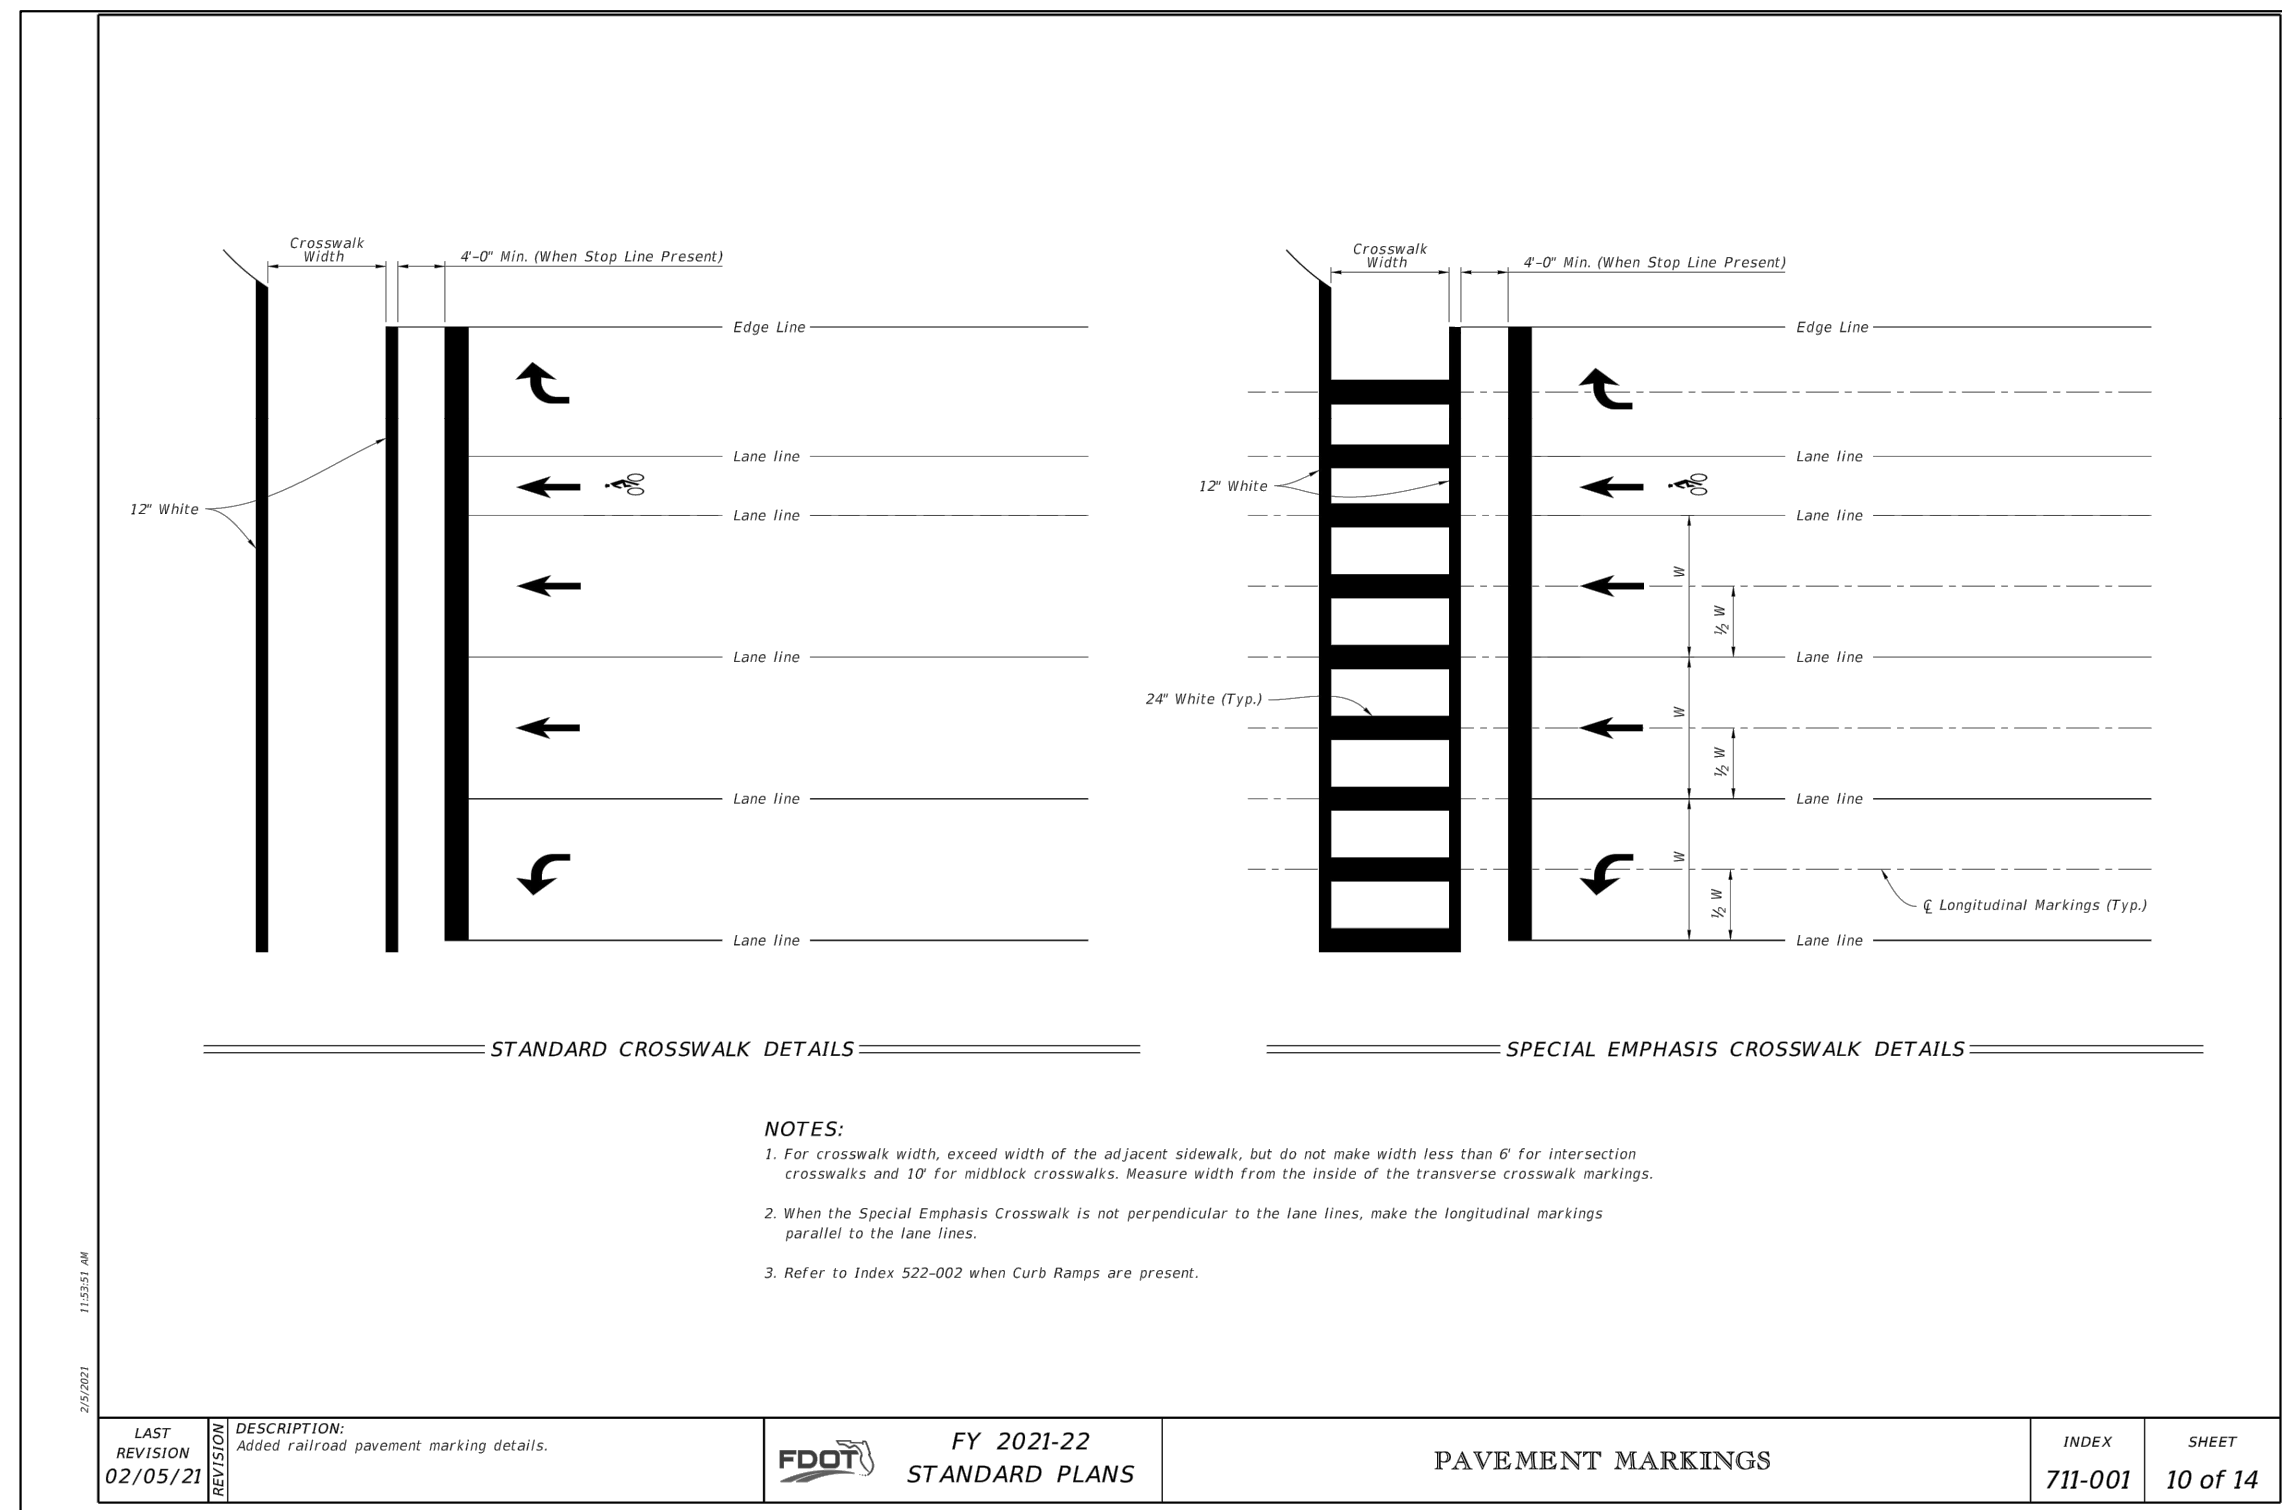 Crosswalk
Width
4'-0" Min. (When Stop Line Present)
Edge Line
Lane line
Lane line
12" White
Lane line
Lane line
Lane line
STANDARD CROSSWALK DETAILS
Crosswalk
Width
4'-0" Min. (When Stop Line Present)
Edge Line
Lane line
12" White
Lane line
W
½ W
Lane line
24" White (Typ.)
W
½ W
Lane line
W
½ W
℄ Longitudinal Markings (Typ.)
Lane line
SPECIAL EMPHASIS CROSSWALK DETAILS
NOTES:
1. For crosswalk width, exceed width of the adjacent sidewalk, but do not make width less than 6' for intersection
crosswalks and 10' for midblock crosswalks. Measure width from the inside of the transverse crosswalk markings.
2. When the Special Emphasis Crosswalk is not perpendicular to the lane lines, make the longitudinal markings
parallel to the lane lines.
3. Refer to Index 522-002 when Curb Ramps are present.
2/5/2021 11:53:51 AM
LAST
REVISION
02/05/21
REVISION
DESCRIPTION:
Added railroad pavement marking details.
FDOT
FY 2021-22
STANDARD PLANS
PAVEMENT MARKINGS
INDEX
711-001
SHEET
10 of 14